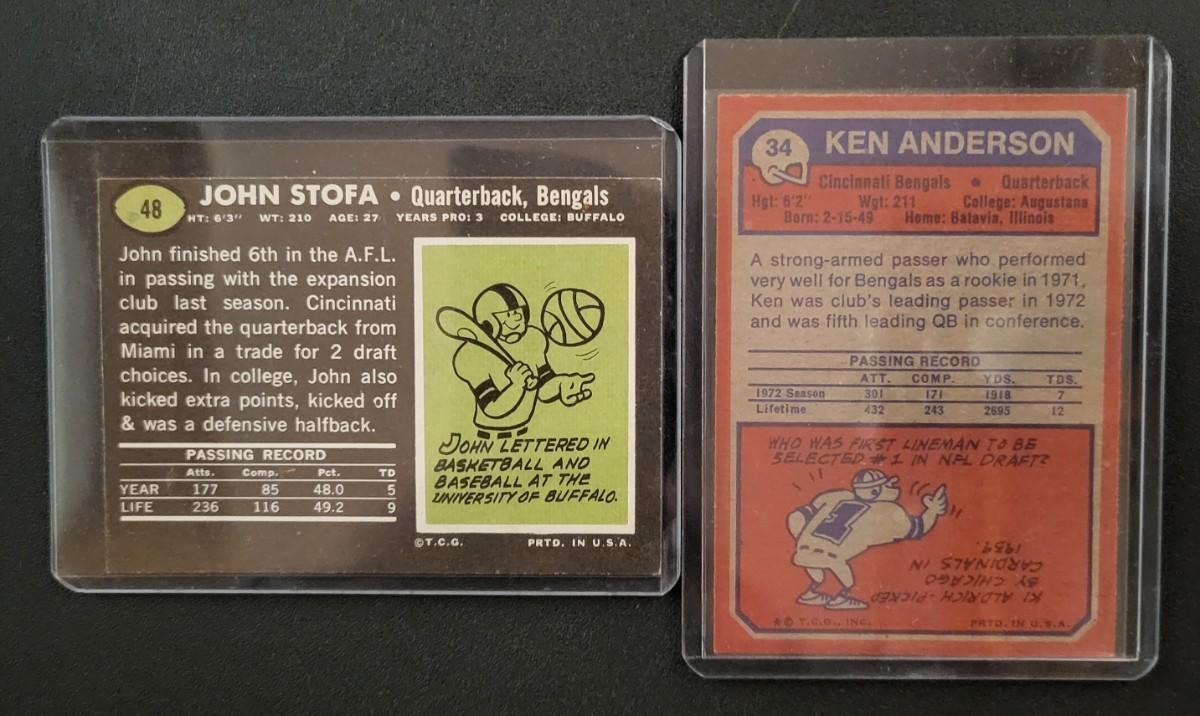 48
JOHN STOFA • Quarterback, Bengals
HT: 6'3" WT: 210 AGE: 27 YEARS PRO: 3 COLLEGE: BUFFALO
John finished 6th in the A.F.L.
in passing with the expansion
club last season. Cincinnati
acquired the quarterback from
Miami in a trade for 2 draft
choices. In college, John also
kicked extra points, kicked off
& was a defensive halfback.
PASSING RECORD
Atts. Comp. Pct. TD
YEAR 177 85 48.0 5
LIFE 236 116 49.2 9
JOHN LETTERED IN
BASKETBALL AND
BASEBALL AT THE
UNIVERSITY OF BUFFALO.
©T.C.G. PRTD. IN U.S.A.
34
KEN ANDERSON
Cincinnati Bengals • Quarterback
Hgt: 6'2" Wgt: 211 College: Augustana
Born: 2-15-49 Home: Batavia, Illinois
A strong-armed passer who performed
very well for Bengals as a rookie in 1971,
Ken was club's leading passer in 1972
and was fifth leading QB in conference.
PASSING RECORD
ATT. COMP. YDS. TDS.
1972 Season 301 171 1918 7
Lifetime 432 243 2695 12
WHO WAS FIRST LINEMAN TO BE
SELECTED #1 IN NFL DRAFT?
1
KI ALDRICH-PICKED
BY CHICAGO
CARDINALS IN
1939.
*© T.C.G., INC. PRTD. IN U.S.A.